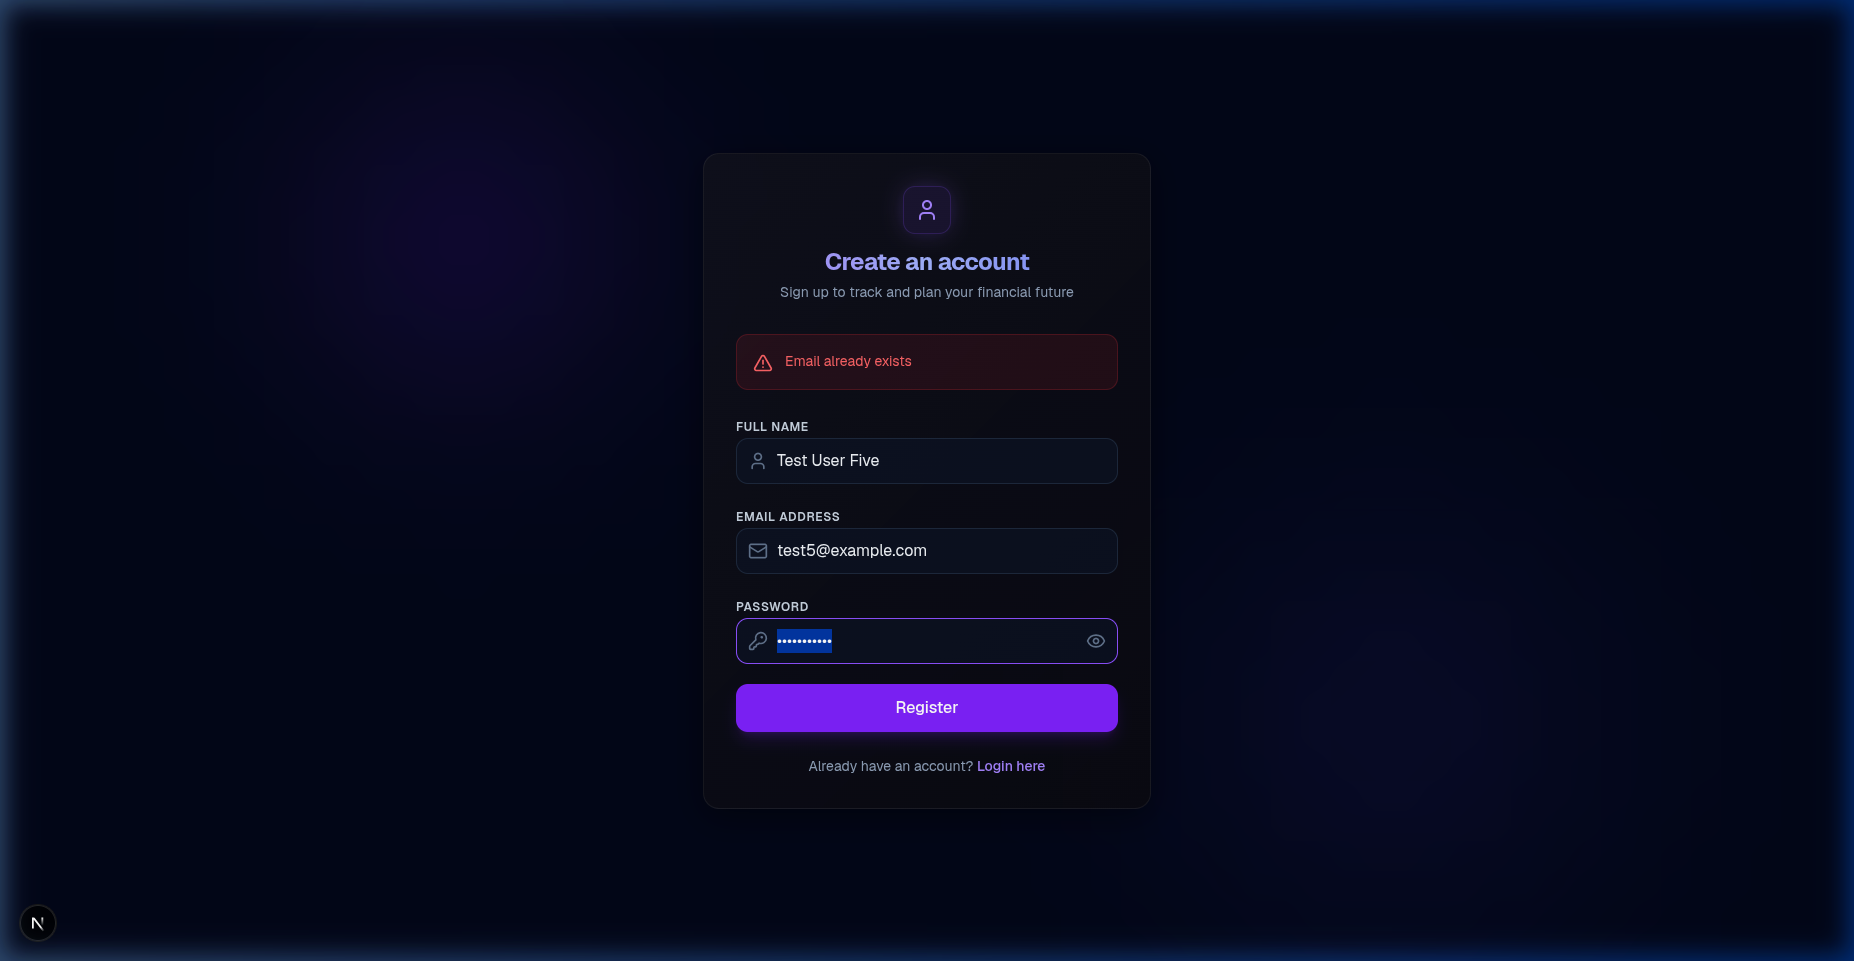 Create an account
Sign up to track and plan your financial future
Email already exists
FULL NAME
Test User Five
EMAIL ADDRESS
test5@example.com
PASSWORD
•••••••••••
Register
Already have an account? Login here
N